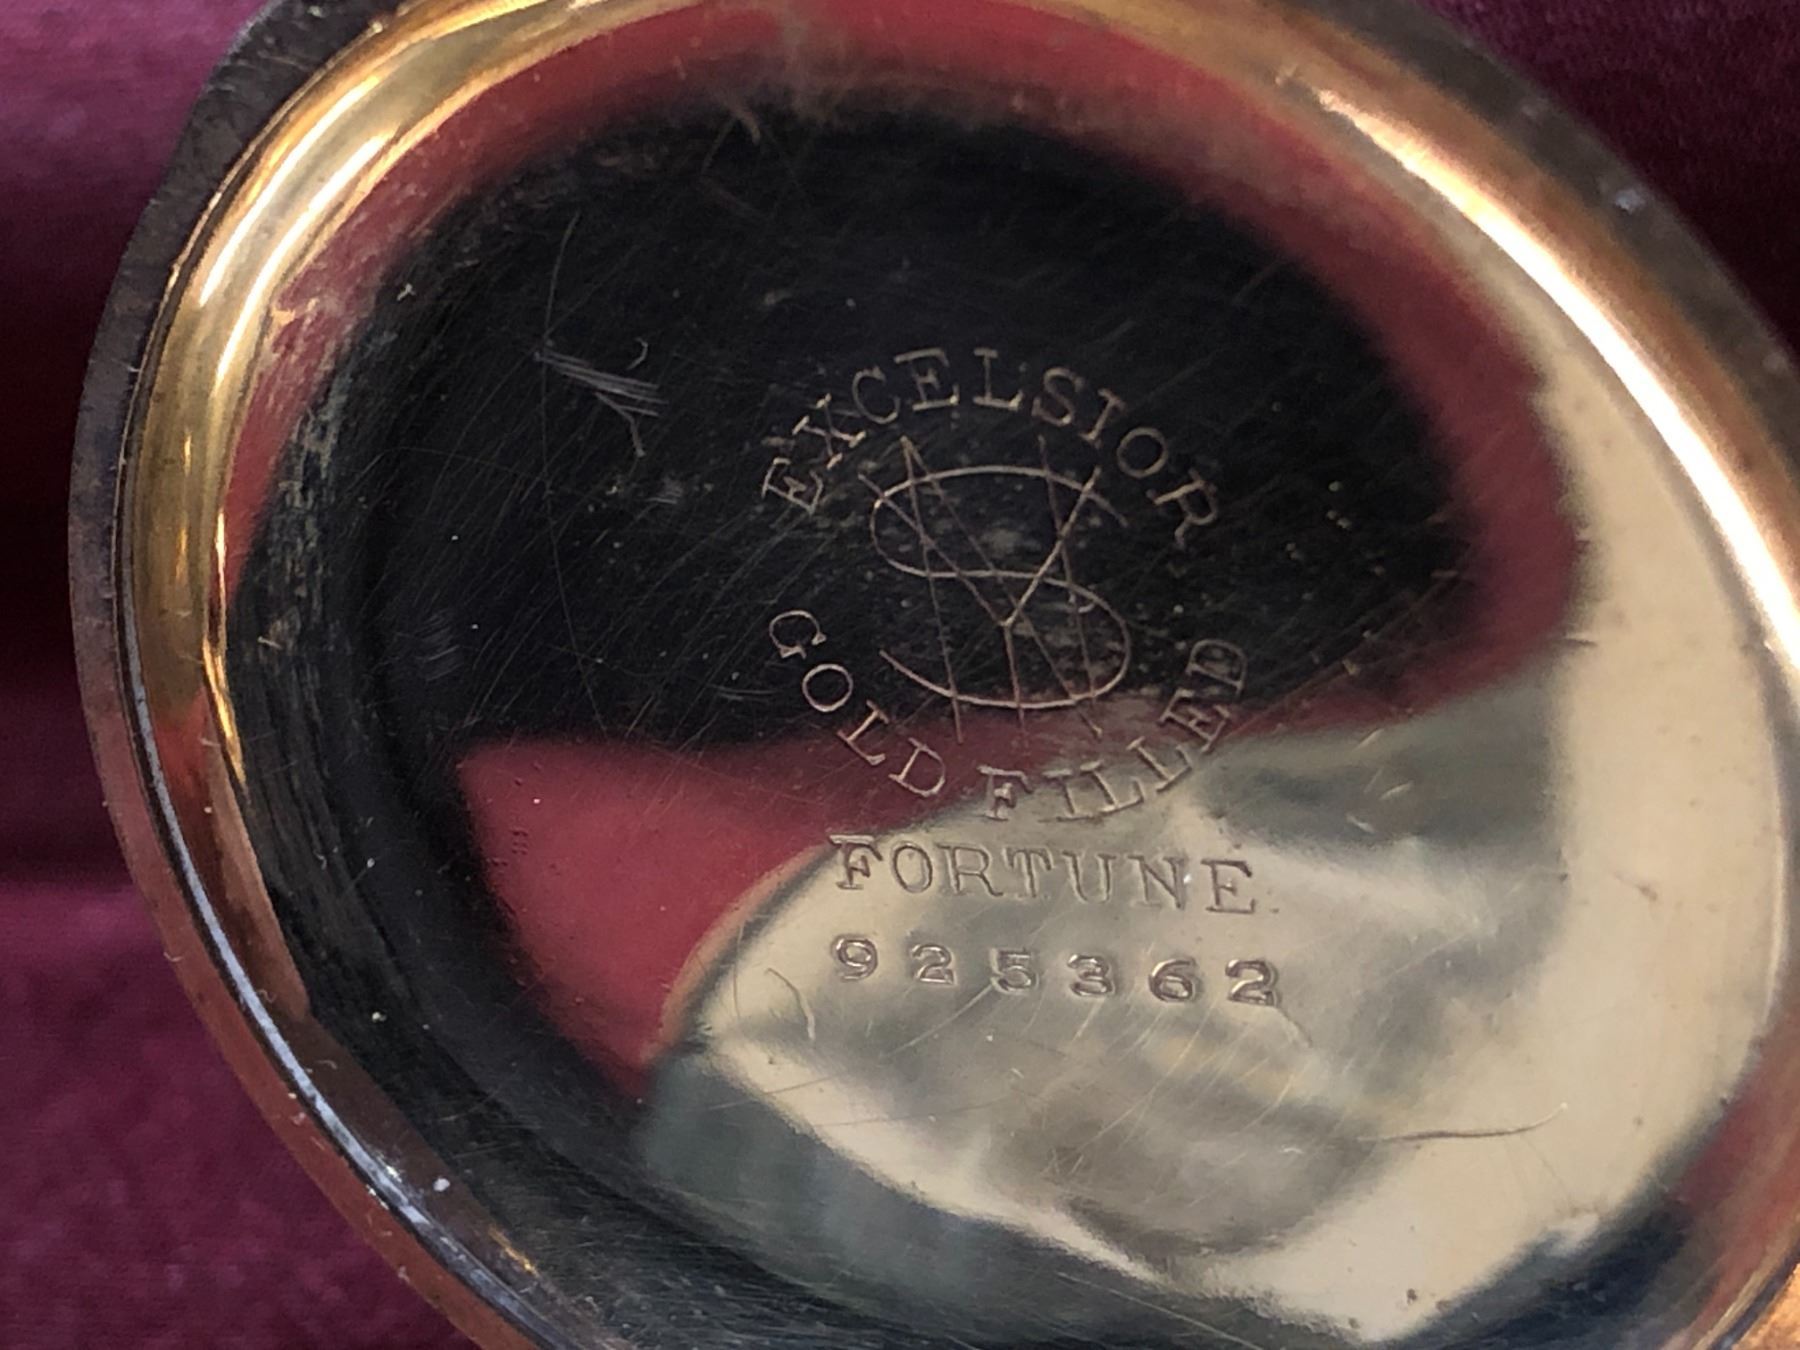 EXCELSIOR
GOLD FILLED
FORTUNE
925362